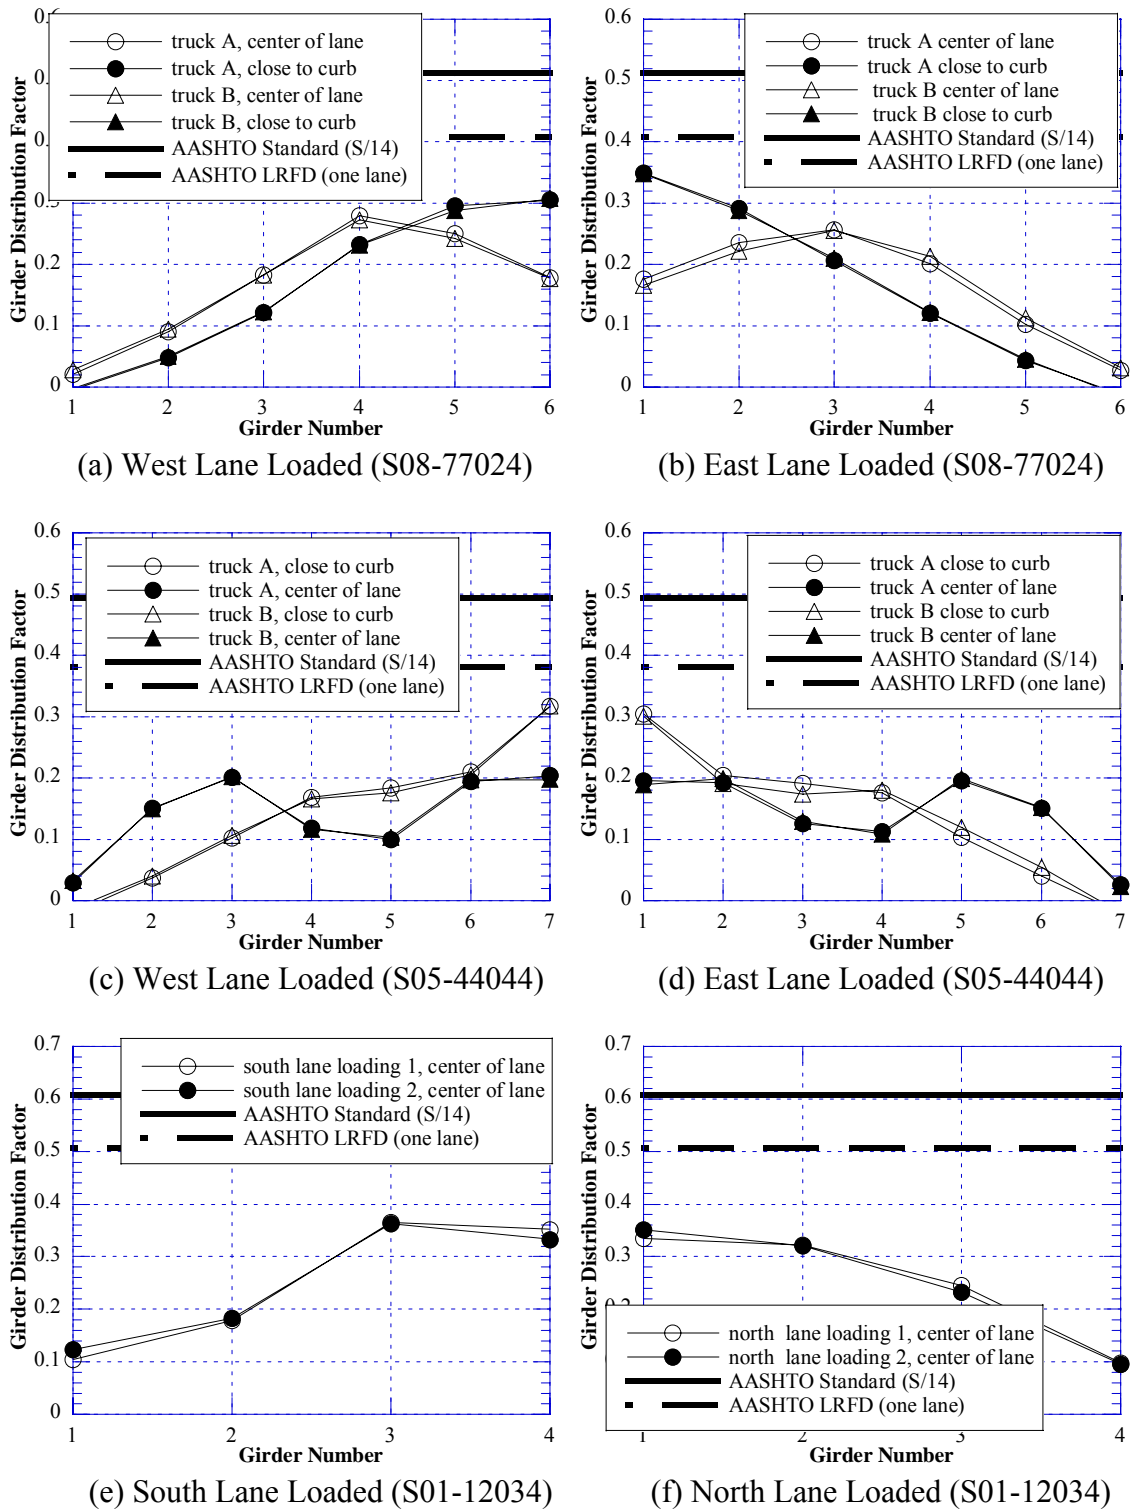 0.6
truck A, center of lane
truck A, close to curb
truck B, center of lane
truck B, close to curb
AASHTO Standard (S/14)
AASHTO LRFD (one lane)
0.2
0.1
0
Girder Distribution Factor
1 2 3 4 5 6
Girder Number
(a) West Lane Loaded (S08-77024)
0.6
0.5
0.4
0.3
0.2
0.1
0
Girder Distribution Factor
truck A center of lane
truck A close to curb
truck B center of lane
truck B close to curb
AASHTO Standard (S/14)
AASHTO LRFD (one lane)
1 2 3 4 5 6
Girder Number
(b) East Lane Loaded (S08-77024)
0.6
0.5
0.4
0.3
0.2
0.1
0
Girder Distribution Factor
truck A, close to curb
truck A, center of lane
truck B, close to curb
truck B, center of lane
AASHTO Standard (S/14)
AASHTO LRFD (one lane)
1 2 3 4 5 6 7
Girder Number
(c) West Lane Loaded (S05-44044)
0.6
0.5
0.4
0.3
0.2
0.1
0
Girder Distribution Factor
truck A close to curb
truck A center of lane
truck B close to curb
truck B center of lane
AASHTO Standard (S/14)
AASHTO LRFD (one lane)
1 2 3 4 5 6 7
Girder Number
(d) East Lane Loaded (S05-44044)
0.7
0.6
0.5
0.4
0.3
0.2
0.1
0
Girder Distribution Factor
south lane loading 1, center of lane
south lane loading 2, center of lane
AASHTO Standard (S/14)
AASHTO LRFD (one lane)
1 2 3 4
Girder Number
(e) South Lane Loaded (S01-12034)
0.7
0.6
0.5
0.4
0.3
Girder Distribution Factor
north lane loading 1, center of lane
north lane loading 2, center of lane
AASHTO Standard (S/14)
AASHTO LRFD (one lane)
1 2 3 4
Girder Number
(f) North Lane Loaded (S01-12034)